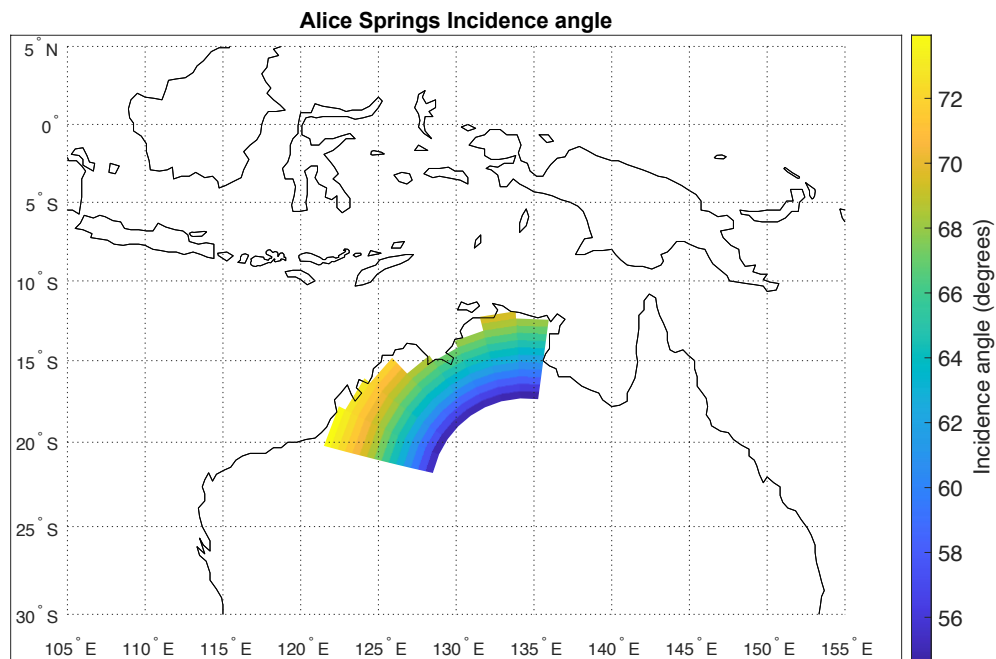 Alice Springs Incidence angle
5° N
0°
5° S
10° S
15° S
20° S
25° S
30° S
105° E 110° E 115° E 120° E 125° E 130° E 135° E 140° E 145° E 150° E 155° E
72
70
68
66
64
62
60
58
56
Incidence angle (degrees)